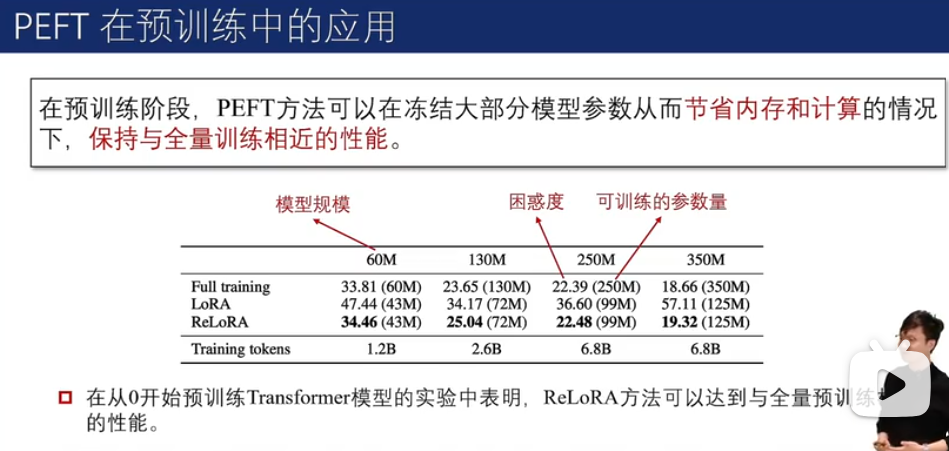 PEFT 在预训练中的应用
在预训练阶段，PEFT方法可以在冻结大部分模型参数从而节省内存和计算的情况
下，保持与全量训练相近的性能。
模型规模 困惑度 可训练的参数量
60M 130M 250M 350M
Full training 33.81 (60M) 23.65 (130M) 22.39 (250M) 18.66 (350M)
LoRA 47.44 (43M) 34.17 (72M) 36.60 (99M) 57.11 (125M)
ReLoRA 34.46 (43M) 25.04 (72M) 22.48 (99M) 19.32 (125M)
Training tokens 1.2B 2.6B 6.8B 6.8B
在从0开始预训练Transformer模型的实验中表明，ReLoRA方法可以达到与全量预训练
的性能。